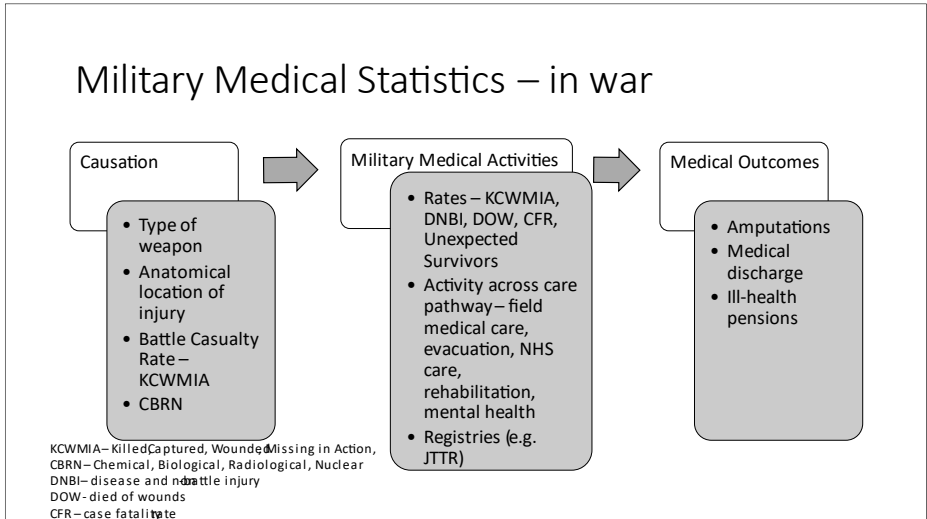 Military Medical Statistics – in war
Causation
• Type of
weapon
• Anatomical
location of
injury
• Battle Casualty
Rate –
KCWMIA
• CBRN
Military Medical Activities
• Rates – KCWMIA,
DNBI, DOW, CFR,
Unexpected
Survivors
• Activity across care
pathway – field
medical care,
evacuation, NHS
care,
rehabilitation,
mental health
• Registries (e.g.
JTTR)
Medical Outcomes
• Amputations
• Medical
discharge
• Ill-health
pensions
KCWMIA – Killed, Captured, Wounded, Missing in Action,
CBRN – Chemical, Biological, Radiological, Nuclear
DNBI – disease and non-battle injury
DOW - died of wounds
CFR – case fatality rate